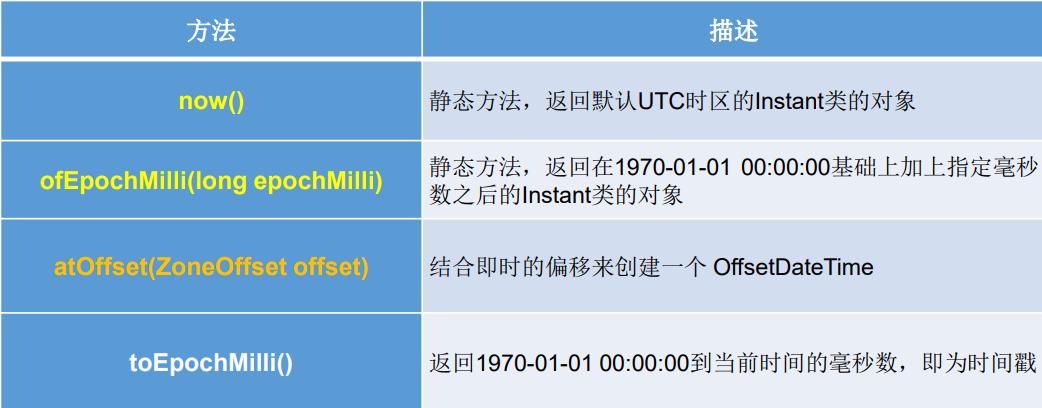 方法
描述
now()
静态方法，返回默认UTC时区的Instant类的对象
ofEpochMilli(long epochMilli)
静态方法，返回在1970-01-01 00:00:00基础上加上指定毫秒
数之后的Instant类的对象
atOffset(ZoneOffset offset)
结合即时的偏移来创建一个 OffsetDateTime
toEpochMilli()
返回1970-01-01 00:00:00到当前时间的毫秒数，即为时间戳